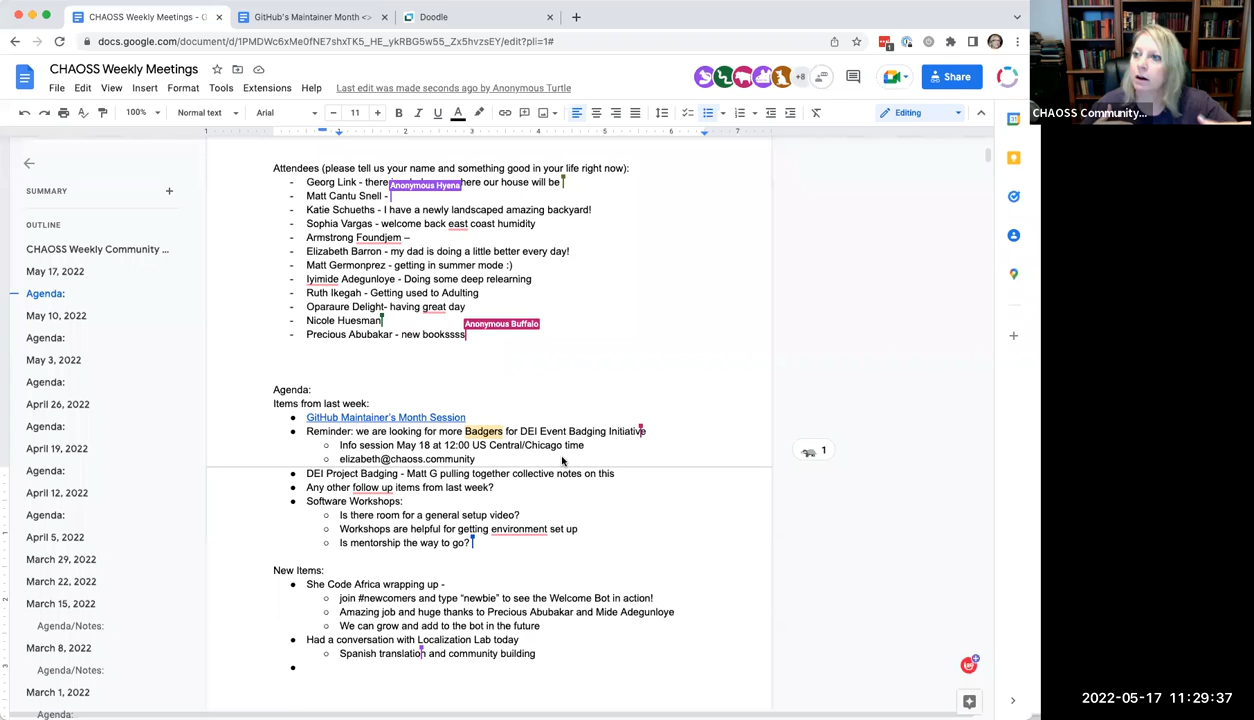 CHAOSS Weekly Meetings - G
GitHub's Maintainer Month <>
Doodle
docs.google.com/document/d/1PMDWc6xMe0fNE7shxTK5_HE_ykRBG5w55_Zx5hvzsEY/edit?pli=1#
CHAOSS Weekly Meetings
File Edit View Insert Format Tools Extensions Help
Last edit was made seconds ago by Anonymous Turtle
+8
Share
100%
Normal text
Arial
11
B I U A
Editing
1 1 2 3 4 5 6 7
CHAOSS Community...
SUMMARY
OUTLINE
CHAOSS Weekly Community ...
May 17, 2022
Agenda:
May 10, 2022
Agenda:
May 3, 2022
Agenda:
April 26, 2022
Agenda:
April 19, 2022
Agenda:
April 12, 2022
Agenda:
April 5, 2022
March 29, 2022
March 22, 2022
March 15, 2022
Agenda/Notes:
March 8, 2022
Agenda/Notes:
March 1, 2022
Agenda:
Attendees (please tell us your name and something good in your life right now):
- Georg Link - there here our house will be
Anonymous Hyena
- Matt Cantu Snell -
- Katie Schueths - I have a newly landscaped amazing backyard!
- Sophia Vargas - welcome back east coast humidity
- Armstrong Foundjem –
- Elizabeth Barron - my dad is doing a little better every day!
- Matt Germonprez - getting in summer mode :)
- Iyimide Adegunloye - Doing some deep relearning
- Ruth Ikegah - Getting used to Adulting
- Oparaure Delight- having great day
- Nicole Huesman
Anonymous Buffalo
- Precious Abubakar - new bookssss
Agenda:
Items from last week:
● GitHub Maintainer's Month Session
● Reminder: we are looking for more Badgers for DEI Event Badging Initiative
○ Info session May 18 at 12:00 US Central/Chicago time
○ elizabeth@chaoss.community
1
● DEI Project Badging - Matt G pulling together collective notes on this
● Any other follow up items from last week?
● Software Workshops:
○ Is there room for a general setup video?
○ Workshops are helpful for getting environment set up
○ Is mentorship the way to go?
New Items:
● She Code Africa wrapping up -
○ join #newcomers and type “newbie” to see the Welcome Bot in action!
○ Amazing job and huge thanks to Precious Abubakar and Mide Adegunloye
○ We can grow and add to the bot in the future
● Had a conversation with Localization Lab today
○ Spanish translation and community building
●
2022-05-17 11:29:37